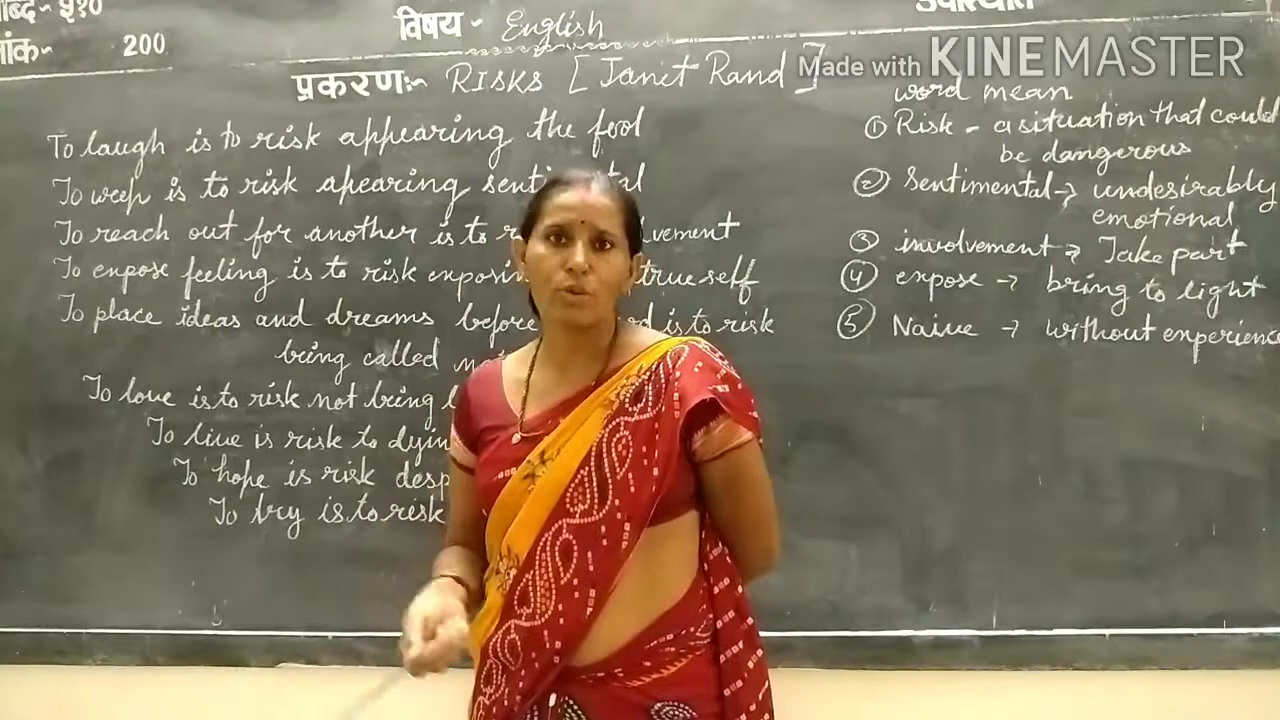 ५१०
विषय - English
200
प्रकरणः- RISKS [Janit Rand]
Made with KINEMASTER
To laugh is to risk appearing the fool
To weep is to risk apearing
To reach out for another is to
To expose feeling is to risk true self
To place ideas and dreams before is to risk
being called
To love is to risk not being
To live is risk to
To hope is risk
To try is to risk
word mean
① Risk - a situation that could
be dangerous
② Sentimental → undesirably
emotional
③ involvement → Take part
④ expose → bring to light
⑤ Naive → without experience